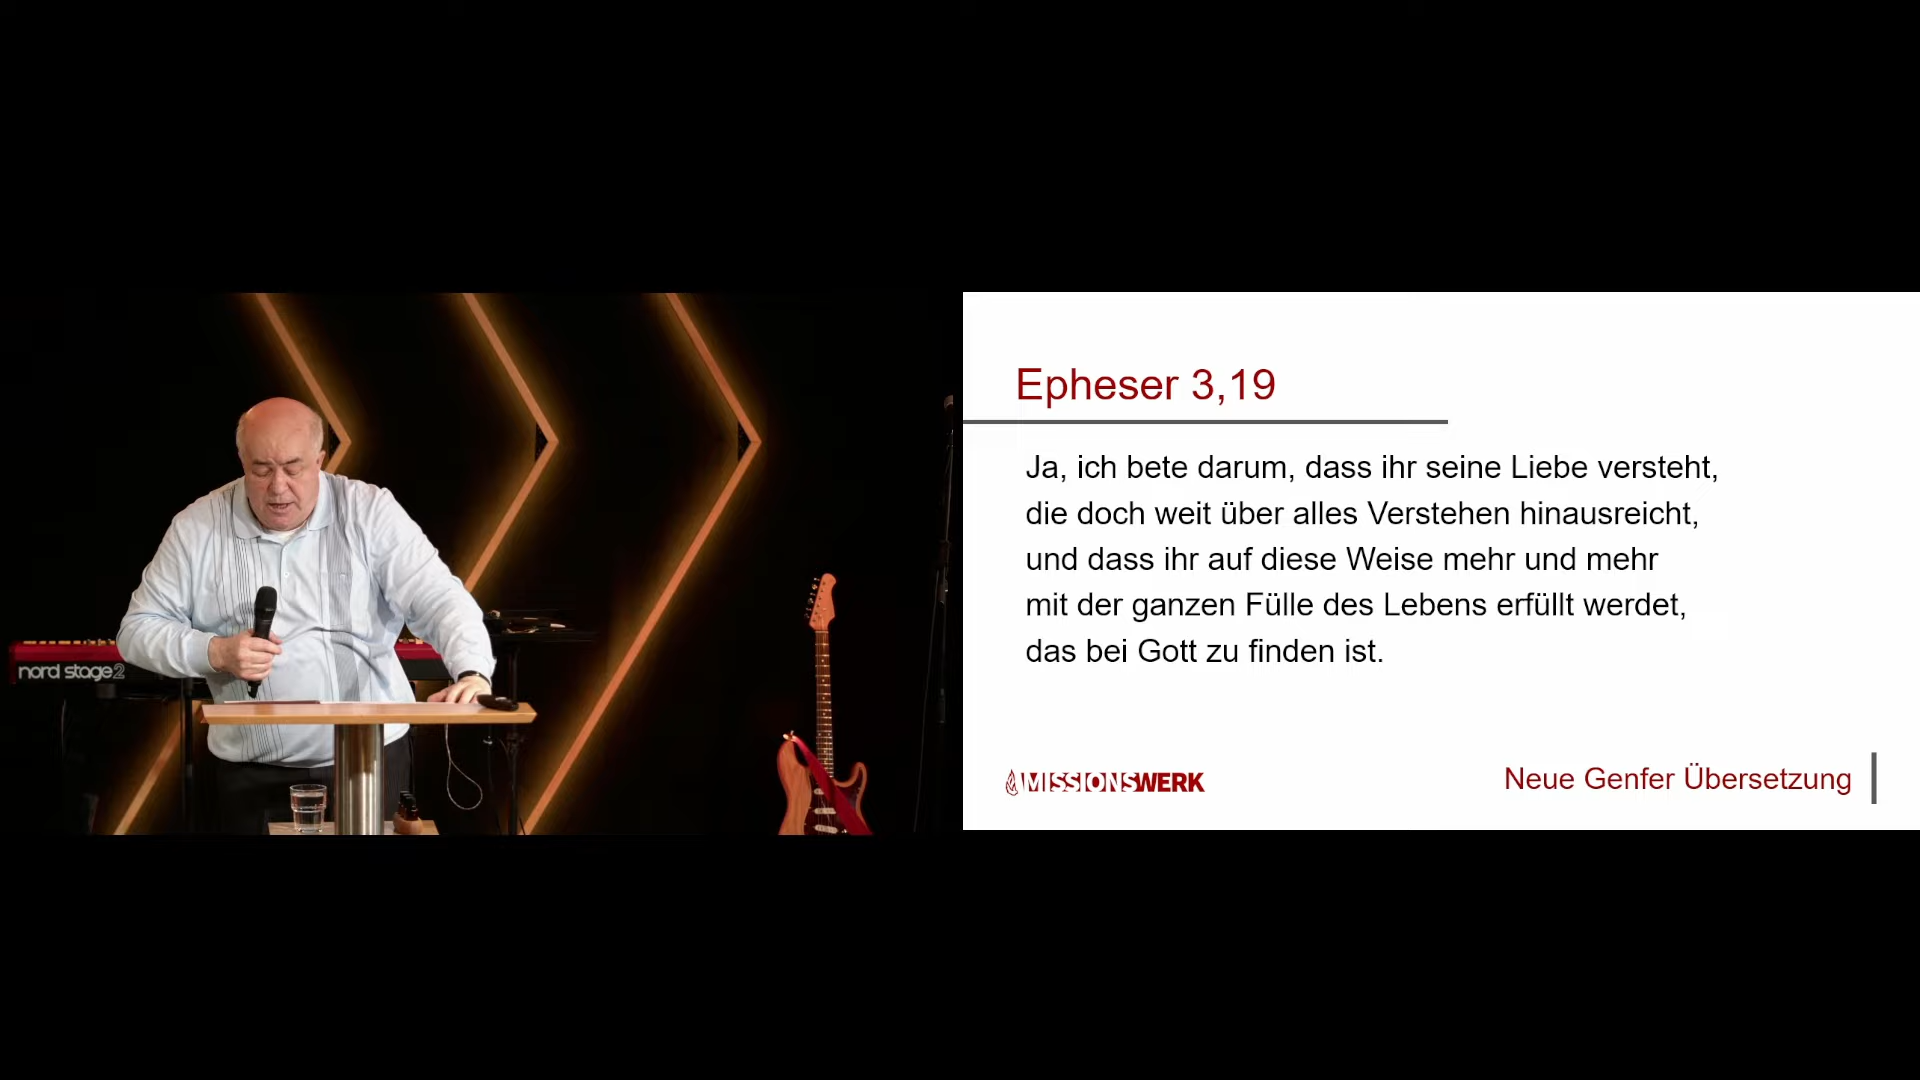 nord stage2
Epheser 3,19
Ja, ich bete darum, dass ihr seine Liebe versteht,
die doch weit über alles Verstehen hinausreicht,
und dass ihr auf diese Weise mehr und mehr
mit der ganzen Fülle des Lebens erfüllt werdet,
das bei Gott zu finden ist.
MISSIONSWERK
Neue Genfer Übersetzung